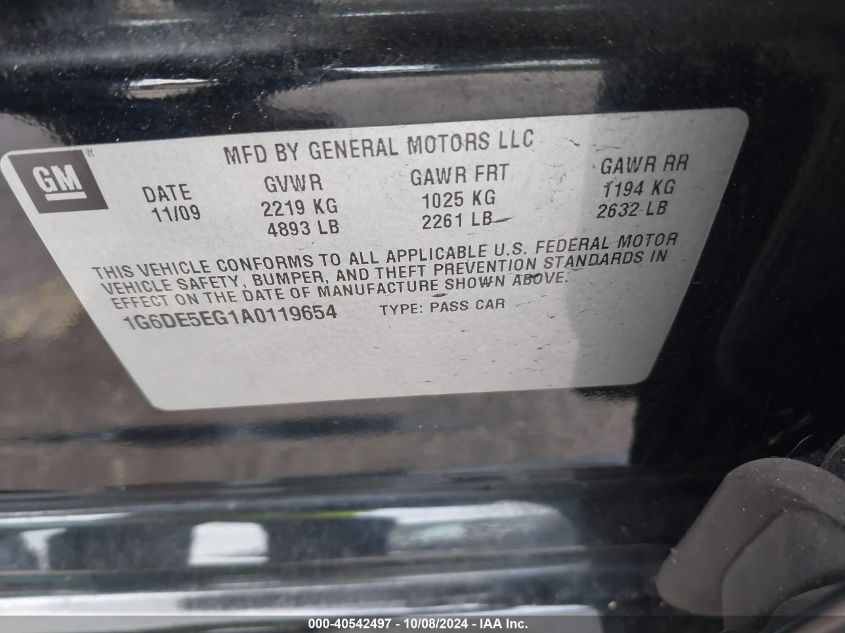 MFD BY GENERAL MOTORS LLC
GM®
DATE GVWR GAWR FRT GAWR RR
11/09 2219 KG 1025 KG 1194 KG
4893 LB 2261 LB 2632 LB
THIS VEHICLE CONFORMS TO ALL APPLICABLE U.S. FEDERAL MOTOR
VEHICLE SAFETY, BUMPER, AND THEFT PREVENTION STANDARDS IN
EFFECT ON THE DATE OF MANUFACTURE SHOWN ABOVE.
1G6DE5EG1A0119654 TYPE: PASS CAR
000-40542497 - 10/08/2024 - IAA Inc.